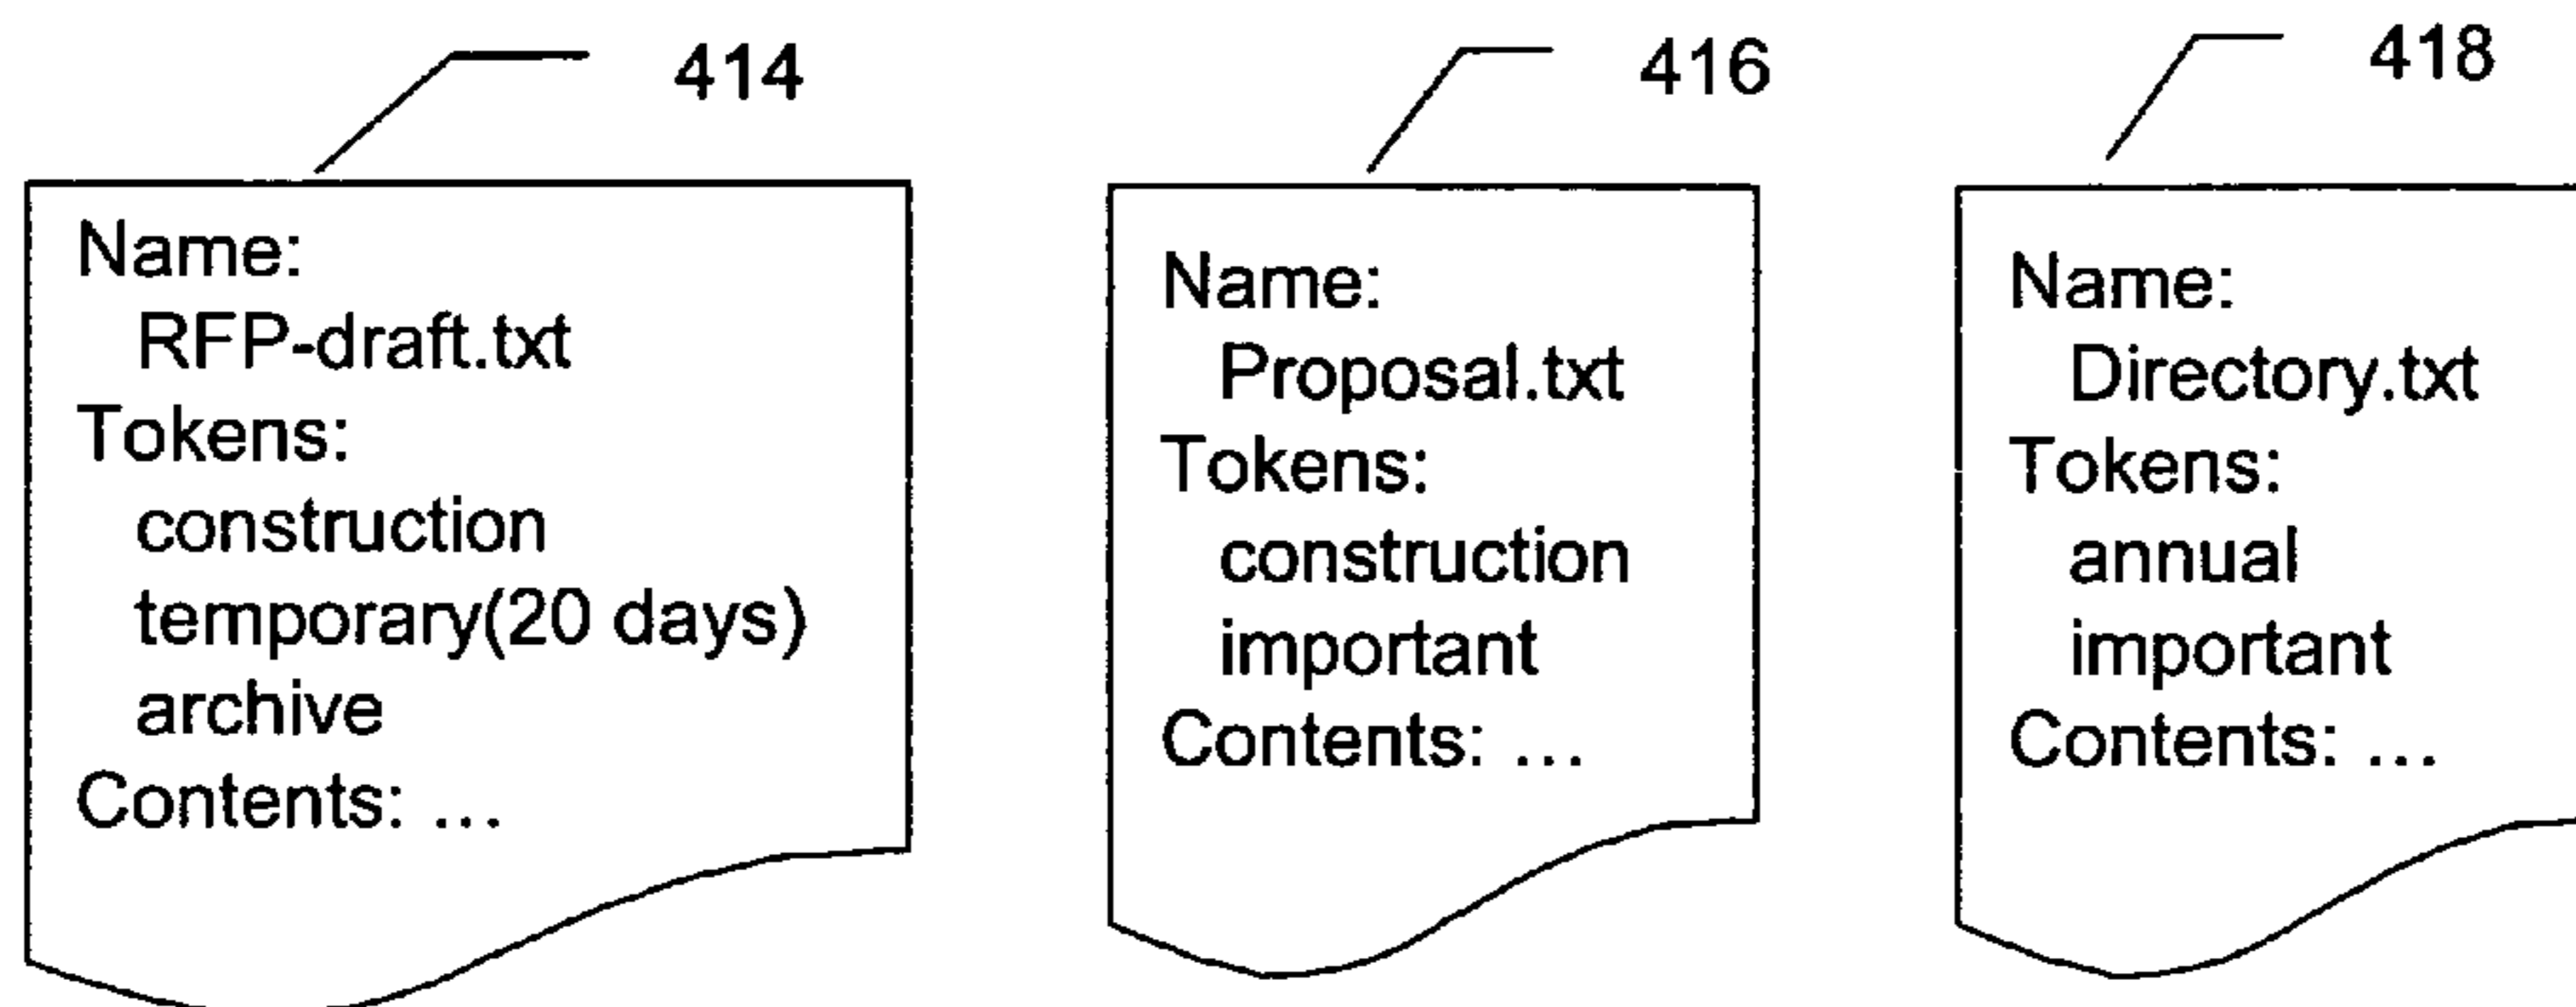 414
Name:
RFP-draft.txt
Tokens:
construction
temporary(20 days)
archive
Contents: ...
416
Name:
Proposal.txt
Tokens:
construction
important
Contents: ...
418
Name:
Directory.txt
Tokens:
annual
important
Contents: ...